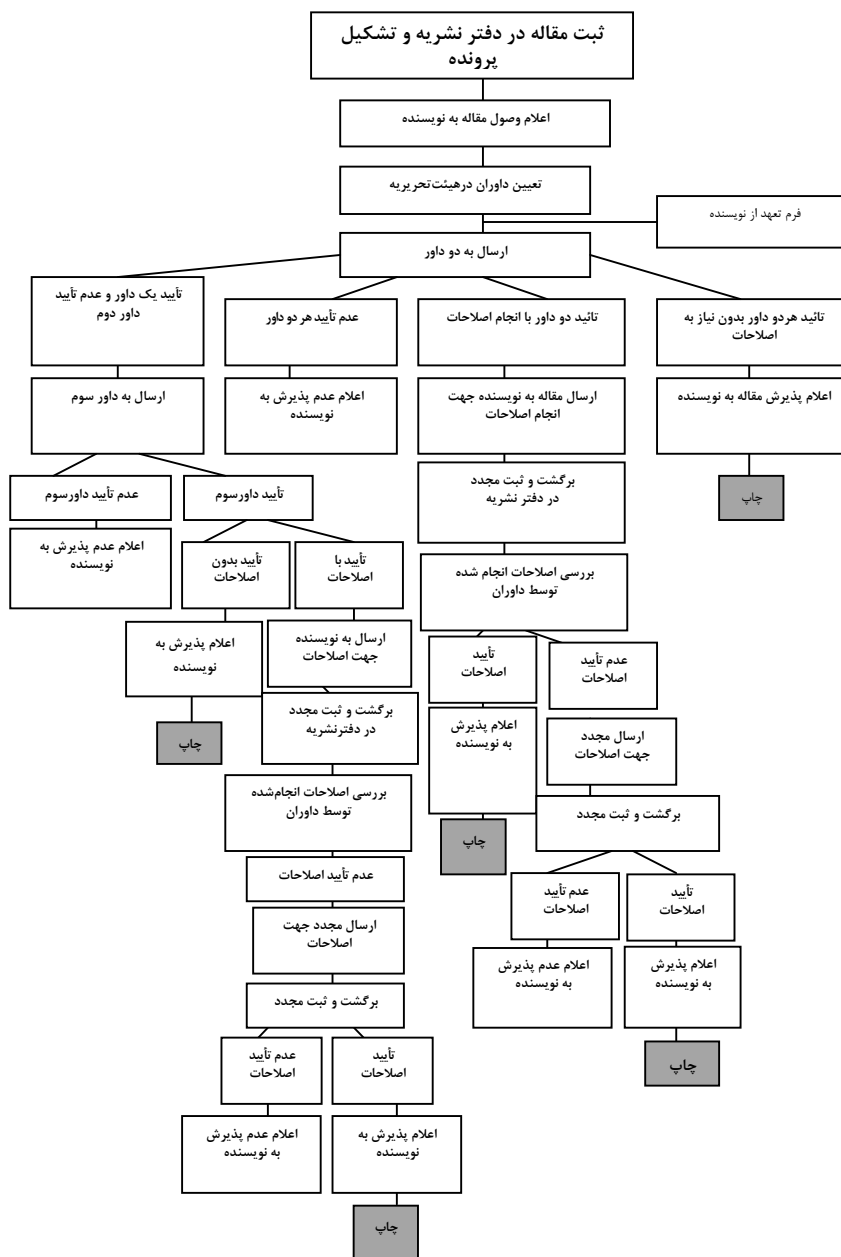 ثبت مقاله در دفتر نشریه و تشکیل
پرونده
اعلام وصول مقاله به نویسنده
تعیین داوران درهیئت‌تحریریه
فرم تعهد از نویسنده
ارسال به دو داور
تائید هردو داور بدون نیاز به
اصلاحات
تائید دو داور با انجام اصلاحات
عدم تأیید هر دو داور
تأیید یک داور و عدم تأیید
داور دوم
اعلام پذیرش مقاله به نویسنده
ارسال مقاله به نویسنده جهت
انجام اصلاحات
اعلام عدم پذیرش به
نویسنده
ارسال به داور سوم
چاپ
برگشت و ثبت مجدد
در دفتر نشریه
تأیید داورسوم
عدم تأیید داورسوم
اعلام عدم پذیرش به
نویسنده
بررسی اصلاحات انجام شده
توسط داوران
تأیید با
اصلاحات
تأیید بدون
اصلاحات
عدم تأیید
اصلاحات
تأیید
اصلاحات
ارسال به نویسنده
جهت اصلاحات
اعلام پذیرش به
نویسنده
برگشت و ثبت مجدد
در دفترنشریه
اعلام پذیرش
به نویسنده
ارسال مجدد
جهت اصلاحات
چاپ
بررسی اصلاحات انجام‌شده
توسط داوران
برگشت و ثبت مجدد
چاپ
عدم تأیید اصلاحات
تأیید
اصلاحات
عدم تأیید
اصلاحات
ارسال مجدد جهت
اصلاحات
اعلام پذیرش
به نویسنده
اعلام عدم پذیرش
به نویسنده
برگشت و ثبت مجدد
چاپ
تأیید
اصلاحات
عدم تأیید
اصلاحات
اعلام پذیرش به
نویسنده
اعلام عدم پذیرش
به نویسنده
چاپ